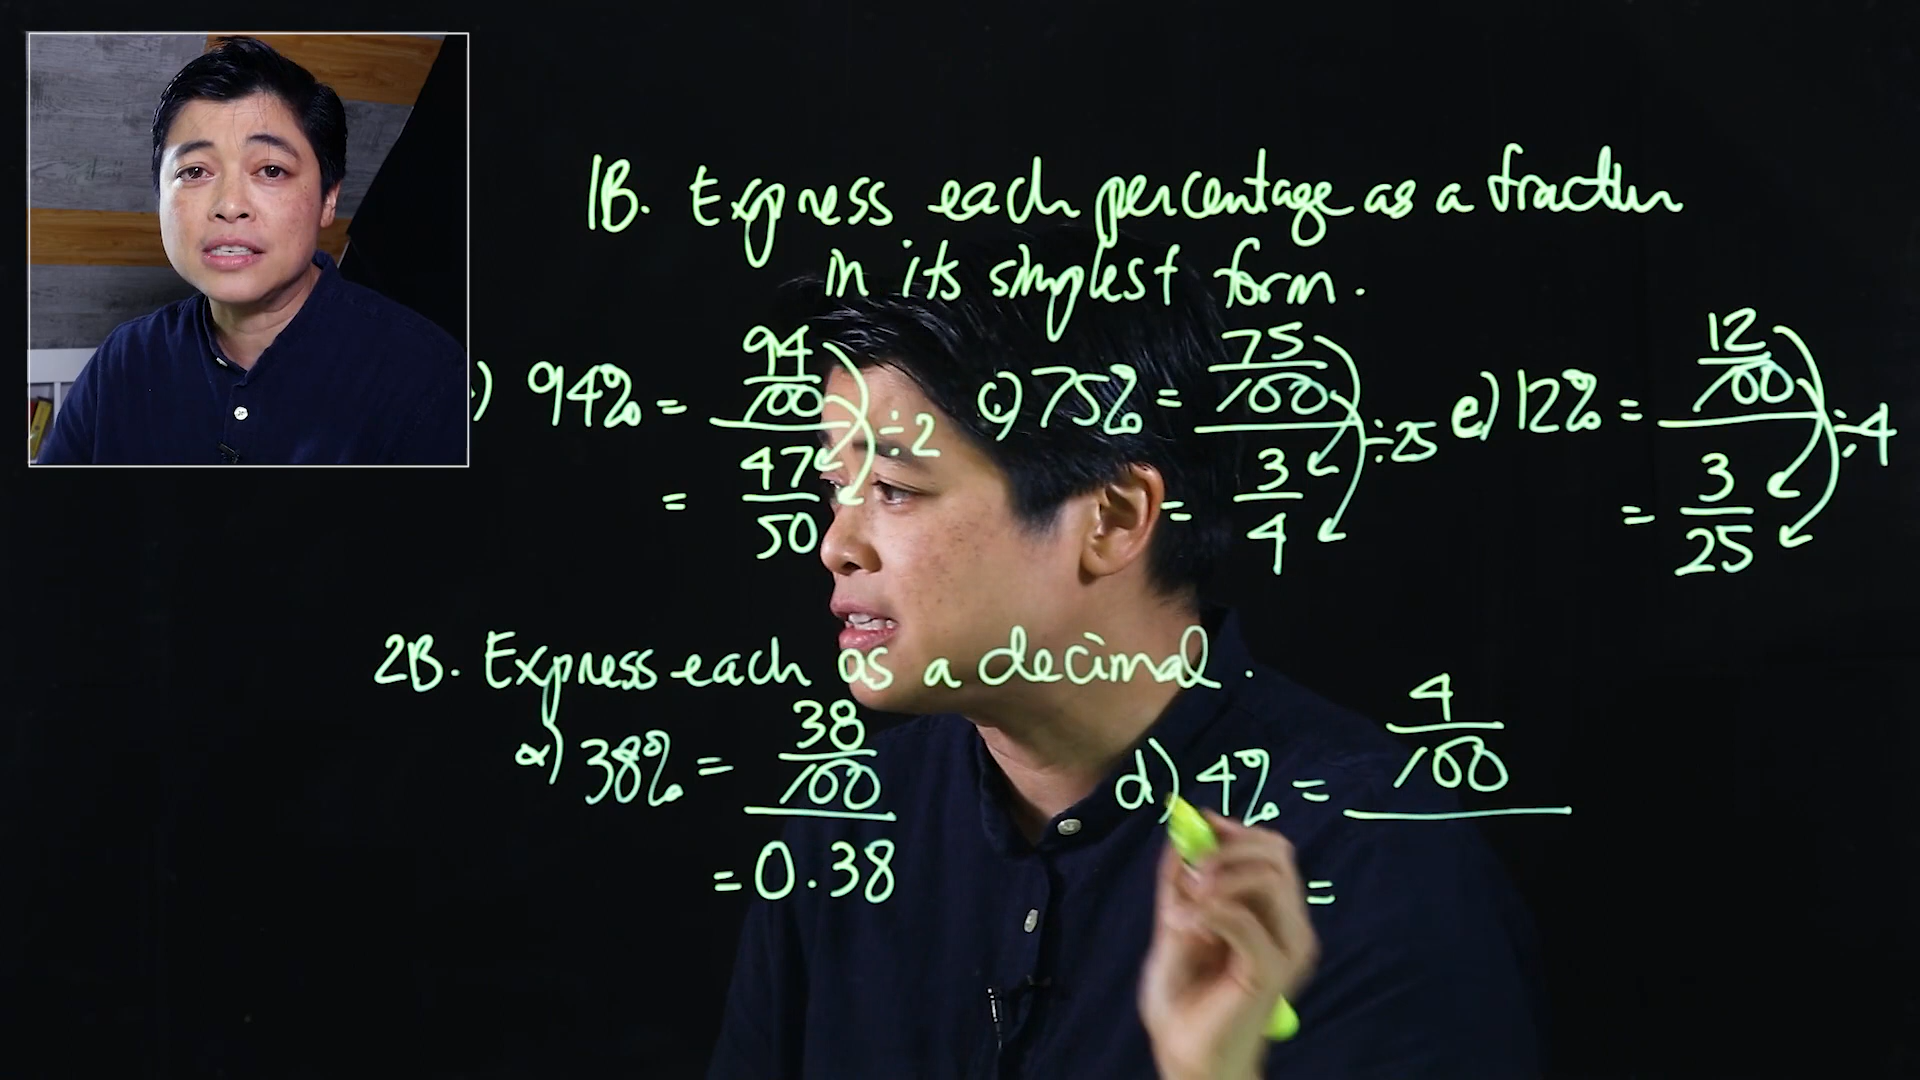 1B. Express each percentage as a fraction
in its simplest form.
) 94% = 94/100 ÷2
= 47/50
c) 75% = 75/100 ÷25
= 3/4
e) 12% = 12/100 ÷4
= 3/25
2B. Express each as a decimal.
a) 38% = 38/100
= 0.38
d) 4% = 4/100
=